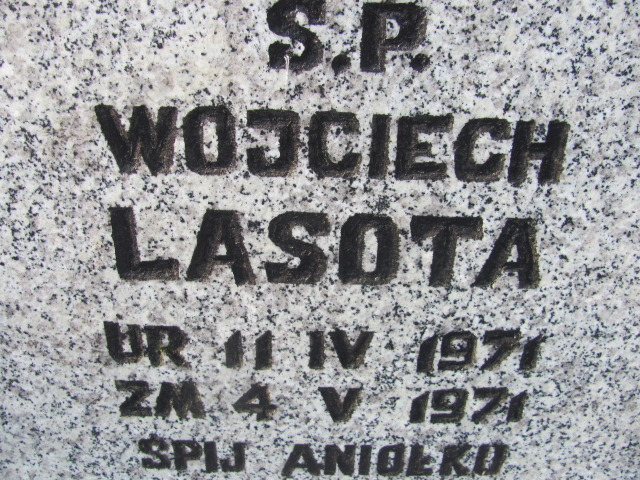 Ś.P.
WOJCIECH
LASOTA
UR 11 IV 1971
ZM 4 V 1971
ŚPIJ ANIOŁKU